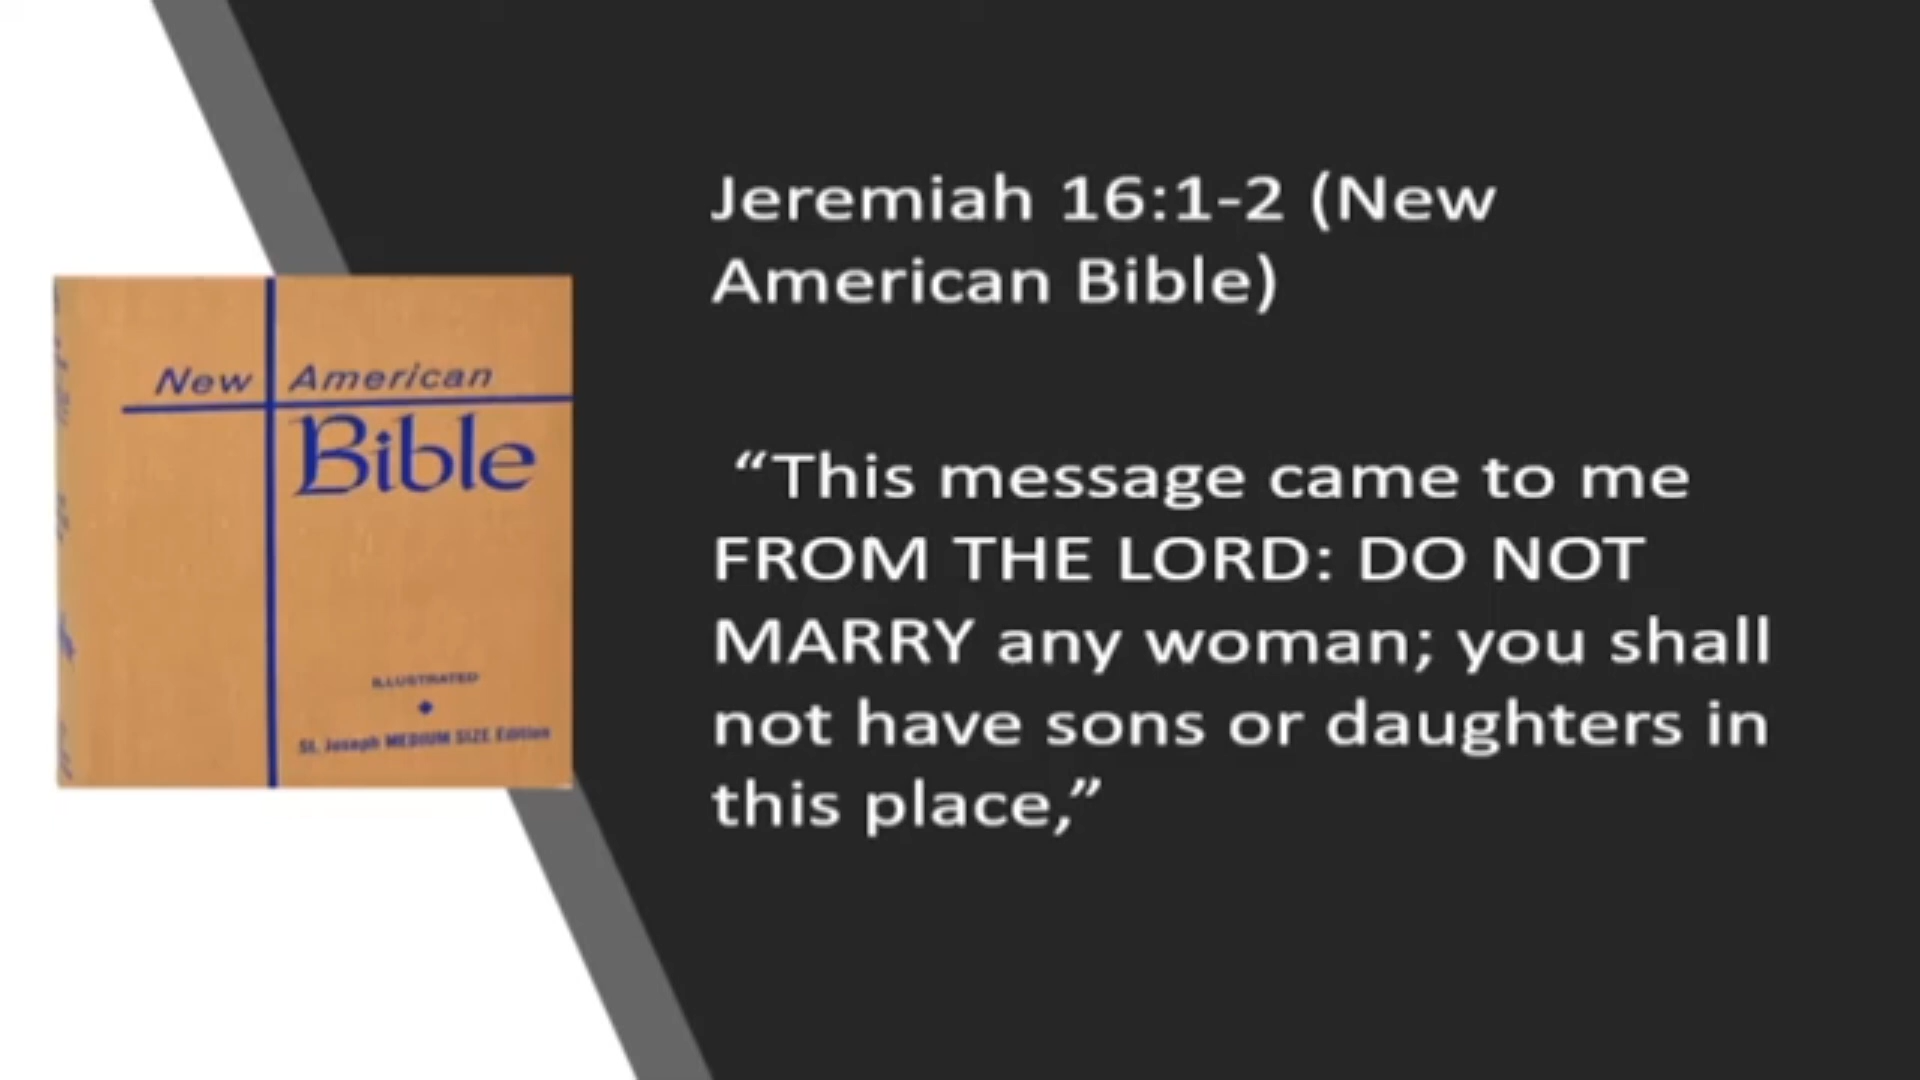 New American
Bible
ILLUSTRATED
St. Joseph MEDIUM SIZE Edition
Jeremiah 16:1-2 (New
American Bible)
“This message came to me
FROM THE LORD: DO NOT
MARRY any woman; you shall
not have sons or daughters in
this place,”